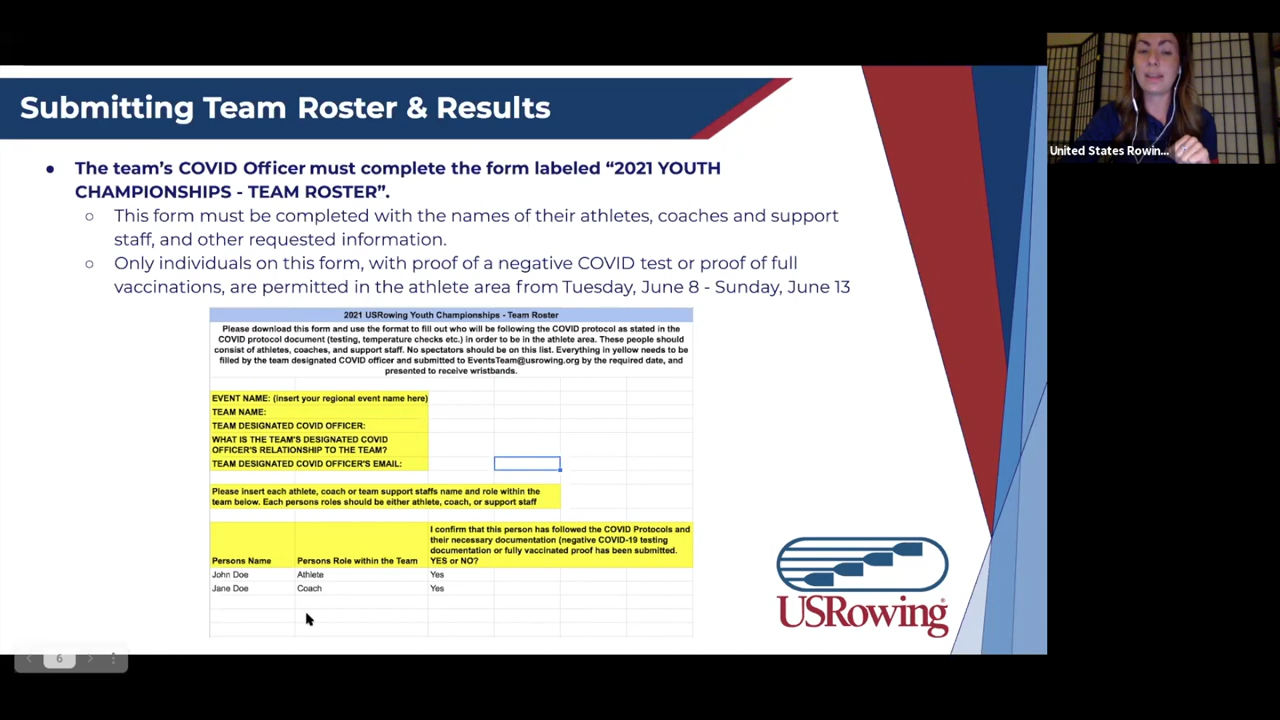 Submitting Team Roster & Results
● The team's COVID Officer must complete the form labeled “2021 YOUTH
CHAMPIONSHIPS - TEAM ROSTER”.
○ This form must be completed with the names of their athletes, coaches and support
staff, and other requested information.
○ Only individuals on this form, with proof of a negative COVID test or proof of full
vaccinations, are permitted in the athlete area from Tuesday, June 8 - Sunday, June 13
2021 USRowing Youth Championships - Team Roster
Please download this form and use the format to fill out who will be following the COVID protocol as stated in the
COVID protocol document (testing, temperature checks etc.) in order to be in the athlete area. These people should
consist of athletes, coaches, and support staff. No spectators should be on this list. Everything in yellow needs to be
filled by the team designated COVID officer and submitted to EventsTeam@usrowing.org by the required date, and
presented to receive wristbands.
EVENT NAME: (insert your regional event name here)
TEAM NAME:
TEAM DESIGNATED COVID OFFICER:
WHAT IS THE TEAM'S DESIGNATED COVID
OFFICER'S RELATIONSHIP TO THE TEAM?
TEAM DESIGNATED COVID OFFICER'S EMAIL:
Please insert each athlete, coach or team support staffs name and role within the
team below. Each persons roles should be either athlete, coach, or support staff
I confirm that this person has followed the COVID Protocols and
their necessary documentation (negative COVID-19 testing
documentation or fully vaccinated proof has been submitted.
Persons Name Persons Role within the Team YES or NO?
John Doe Athlete Yes
Jane Doe Coach Yes
USRowing®
6
United States Rowin...